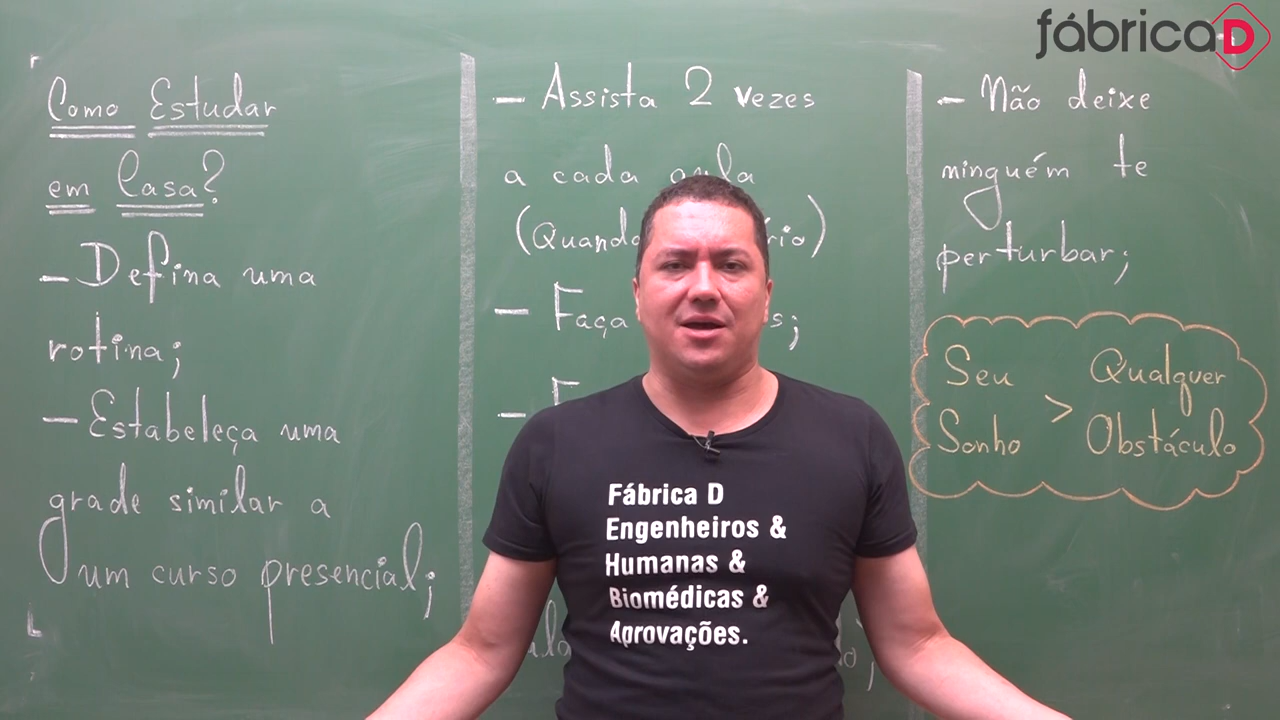 fábricaD
Como Estudar
em Casa?
- Defina uma
rotina;
- Estabeleça uma
grade similar a
um curso presencial;
- Assista 2 vezes
a cada aula
(Quando
- Faça
-
- Não deixe
ninguém te
perturbar;
Seu
Sonho
>
Qualquer
Obstáculo
Fábrica D
Engenheiros &
Humanas &
Biomédicas &
Aprovações.